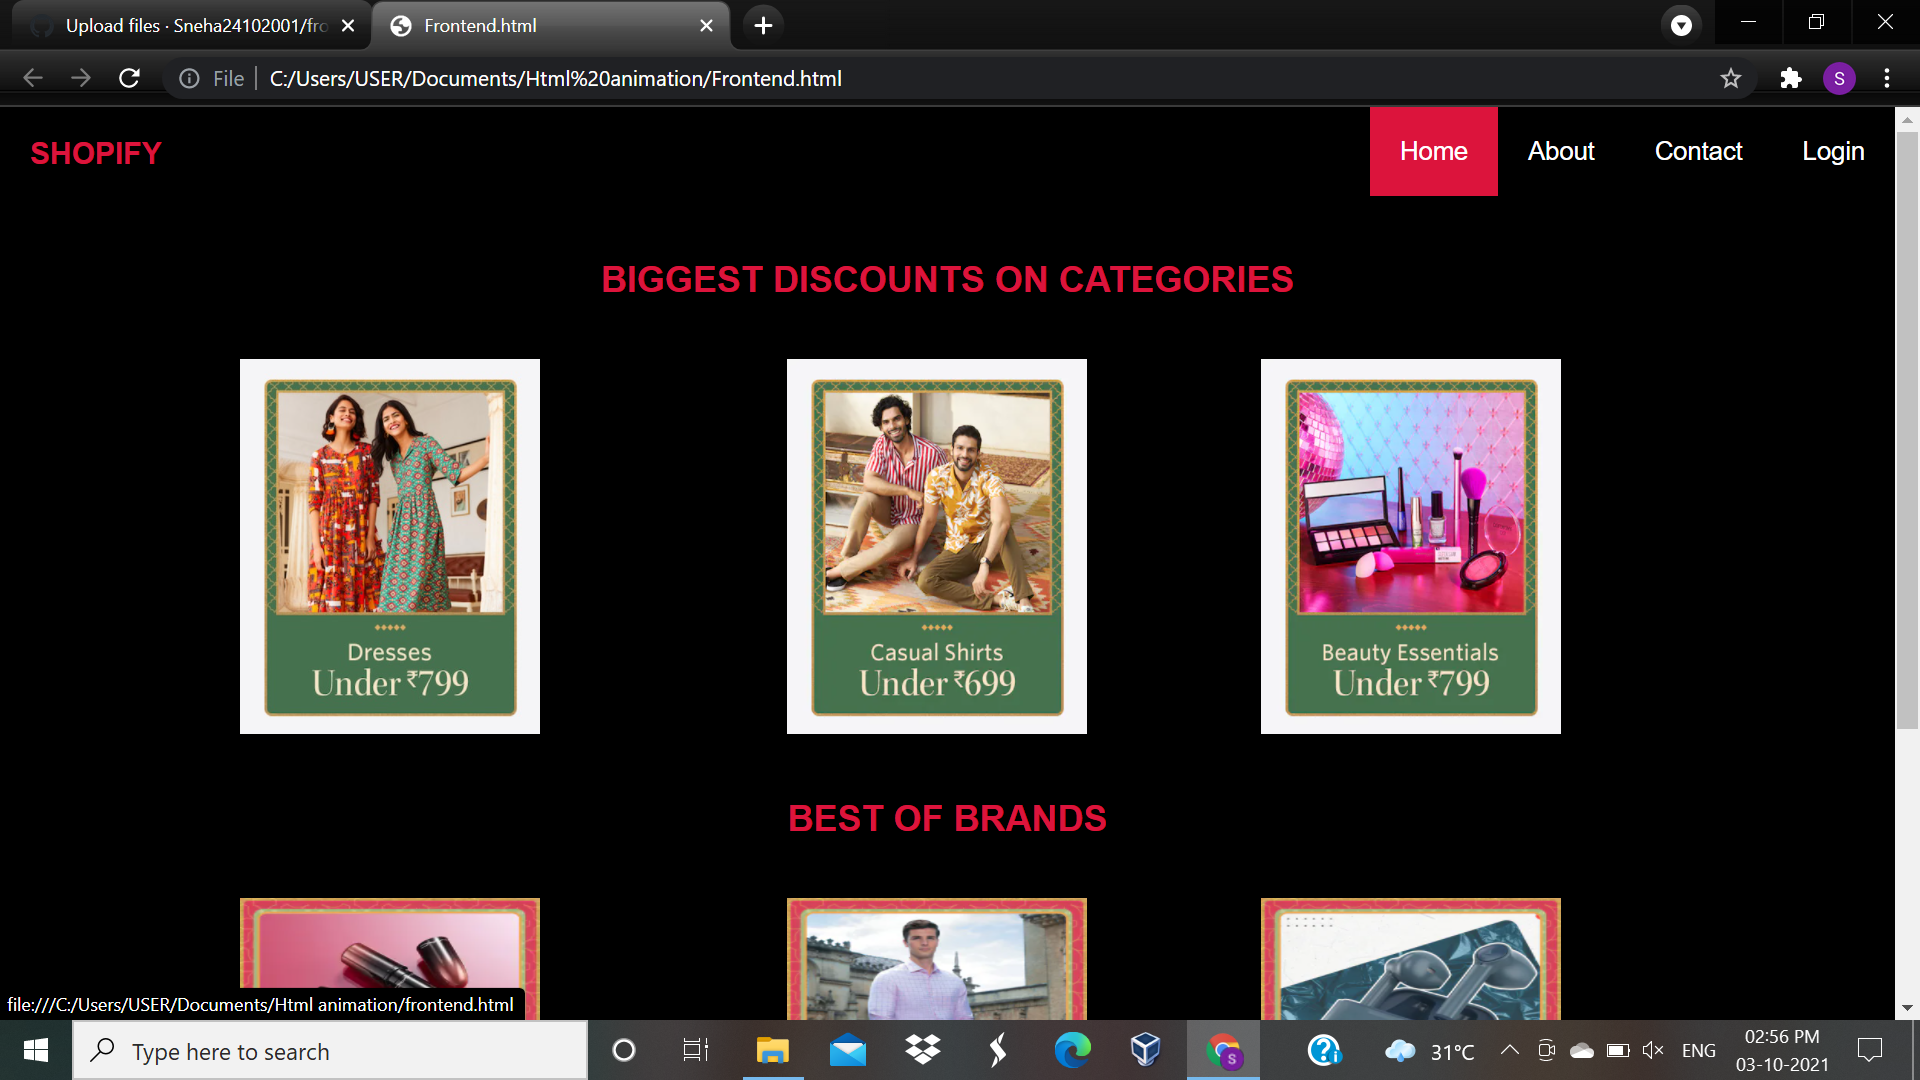 Upload files · Sneha24102001/fro
Frontend.html
File
C:/Users/USER/Documents/Html%20animation/Frontend.html
S
SHOPIFY
Home
About
Contact
Login
BIGGEST DISCOUNTS ON CATEGORIES
Dresses
Under ₹799
Casual Shirts
Under ₹699
Beauty Essentials
Under ₹799
BEST OF BRANDS
file:///C:/Users/USER/Documents/Html animation/frontend.html
Type here to search
S
31°C
ENG
02:56 PM
03-10-2021